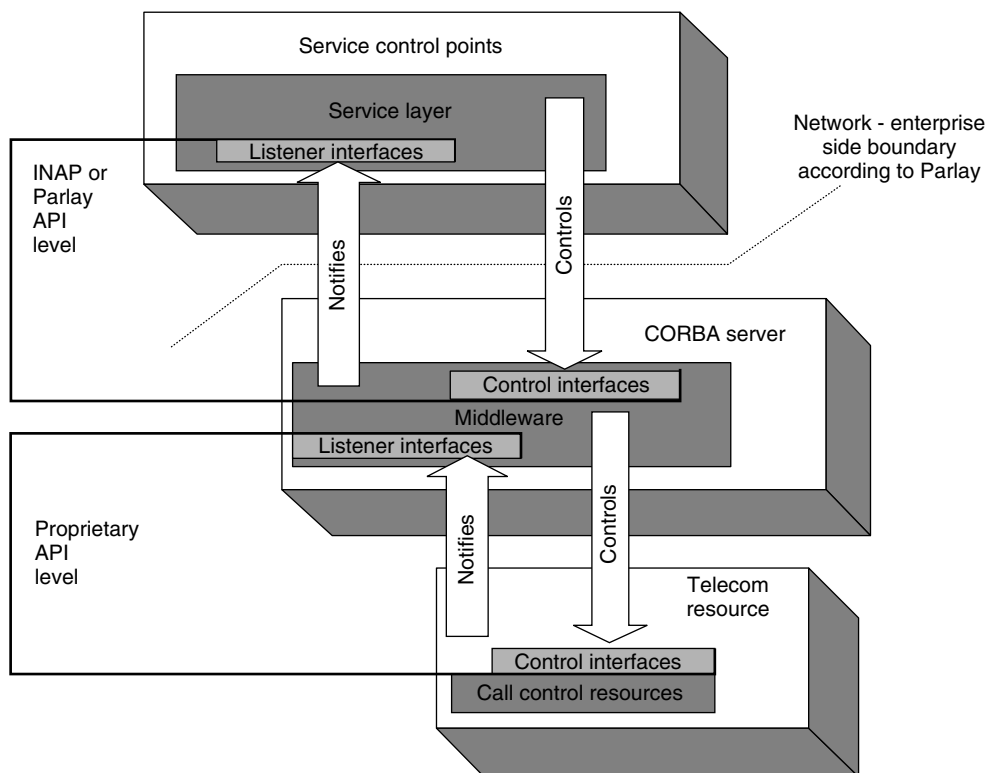 Service control points
Service layer
Listener interfaces
Network - enterprise
side boundary
according to Parlay
INAP or
Parlay
API
level
Notifies
Controls
CORBA server
Control interfaces
Middleware
Listener interfaces
Proprietary
API
level
Notifies
Controls
Telecom
resource
Control interfaces
Call control resources